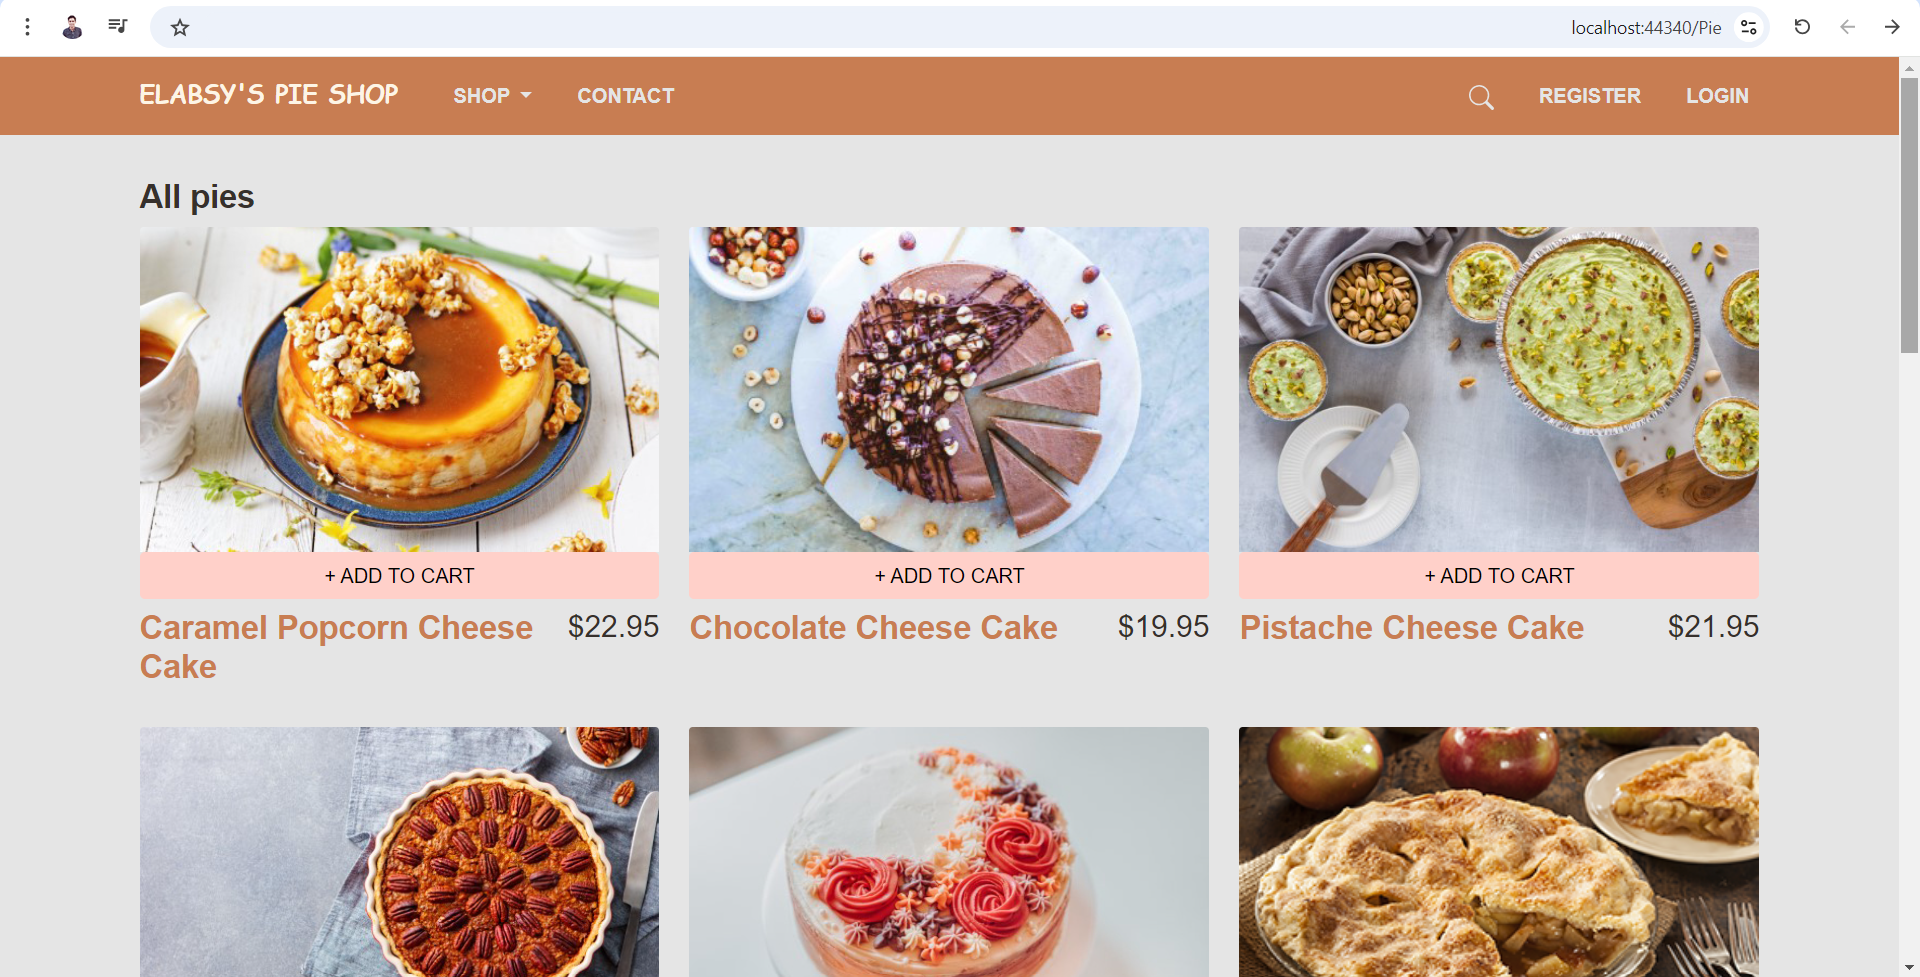 localhost:44340/Pie
ELABSY'S PIE SHOP SHOP CONTACT REGISTER LOGIN
All pies
+ ADD TO CART + ADD TO CART + ADD TO CART
Caramel Popcorn Cheese Cake $22.95
Chocolate Cheese Cake $19.95
Pistache Cheese Cake $21.95